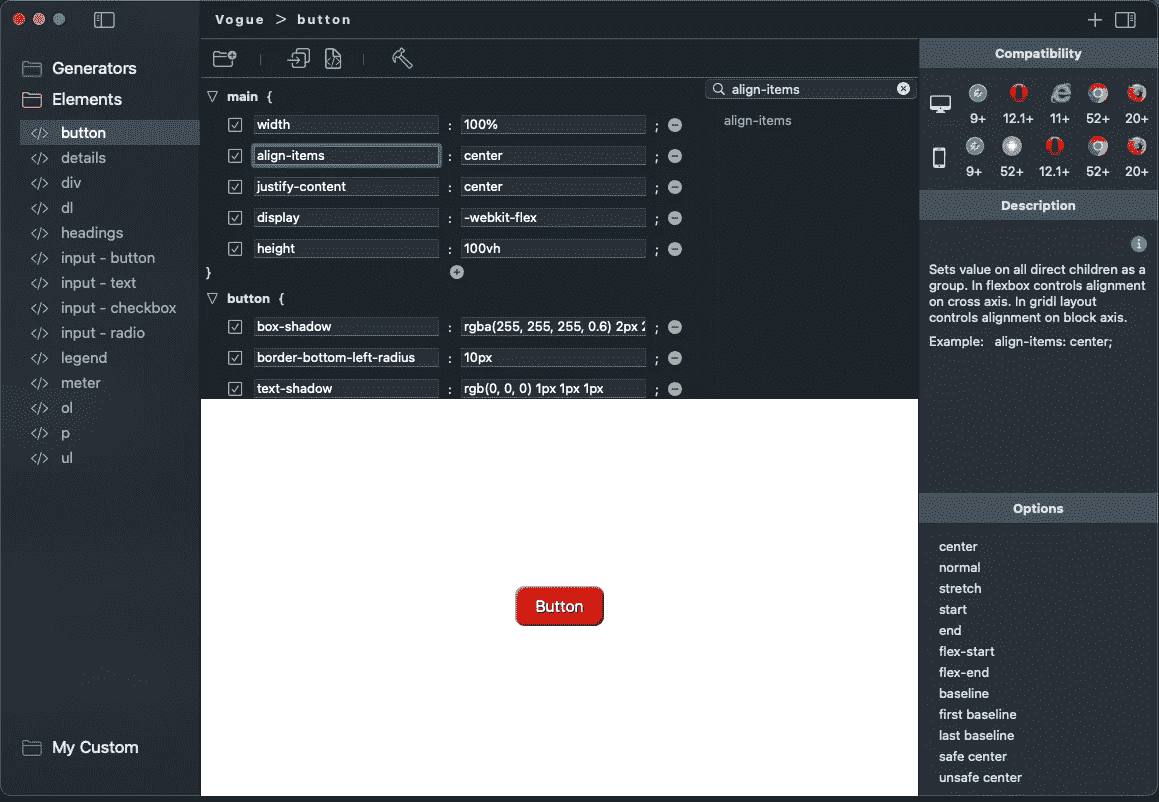 Vogue > button
Generators
Elements
</> button
</> details
</> div
</> dl
</> headings
</> input - button
</> input - text
</> input - checkbox
</> input - radio
</> legend
</> meter
</> ol
</> p
</> ul
My Custom
main {
width : 100% ;
align-items : center ;
justify-content : center ;
display : -webkit-flex ;
height : 100vh ;
}
button {
box-shadow : rgba(255, 255, 255, 0.6) 2px ;
border-bottom-left-radius : 10px ;
text-shadow : rgb(0, 0, 0) 1px 1px 1px ;
align-items
align-items
Button
Compatibility
9+ 12.1+ 11+ 52+ 20+
9+ 52+ 12.1+ 52+ 20+
Description
Sets value on all direct children as a
group. In flexbox controls alignment
on cross axis. In gridl layout
controls alignment on block axis.
Example: align-items: center;
Options
center
normal
stretch
start
end
flex-start
flex-end
baseline
first baseline
last baseline
safe center
unsafe center